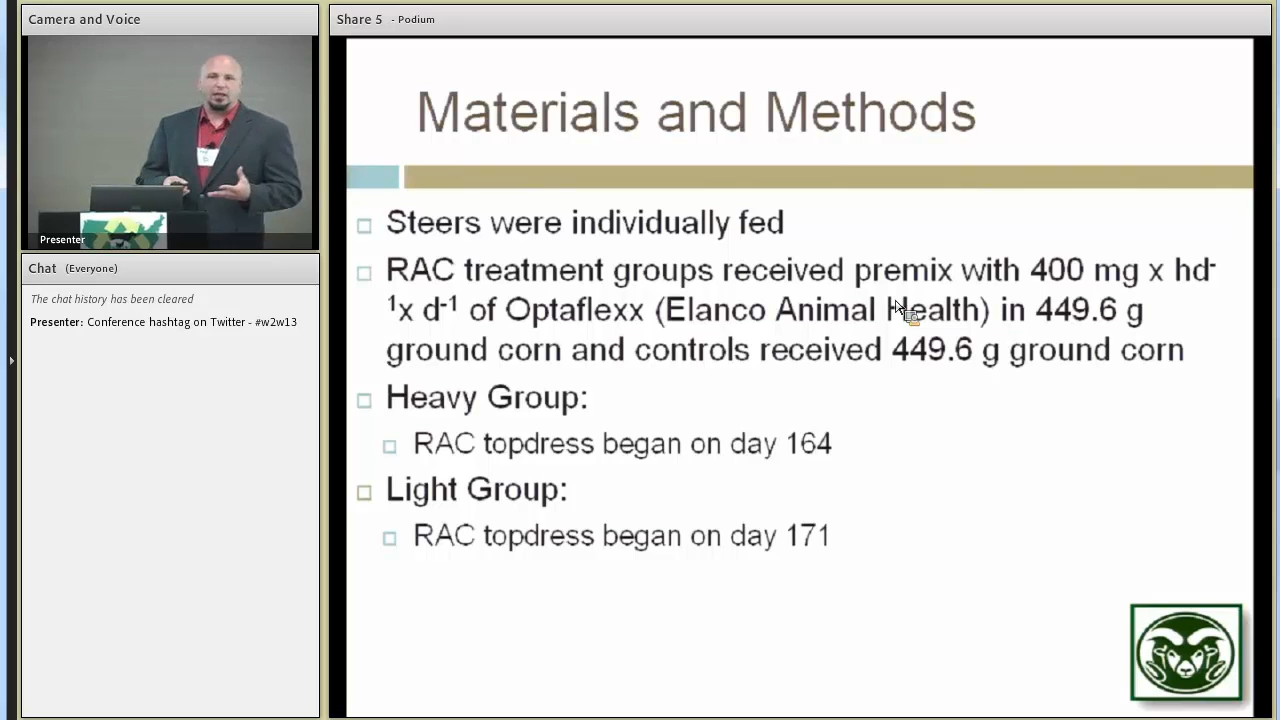 Camera and Voice
Presenter
Chat (Everyone)
The chat history has been cleared
Presenter: Conference hashtag on Twitter - #w2w13
Share 5 - Podium
Materials and Methods
Steers were individually fed
RAC treatment groups received premix with 400 mg x hd-
1x d-1 of Optaflexx (Elanco Animal Health) in 449.6 g
ground corn and controls received 449.6 g ground corn
Heavy Group:
RAC topdress began on day 164
Light Group:
RAC topdress began on day 171